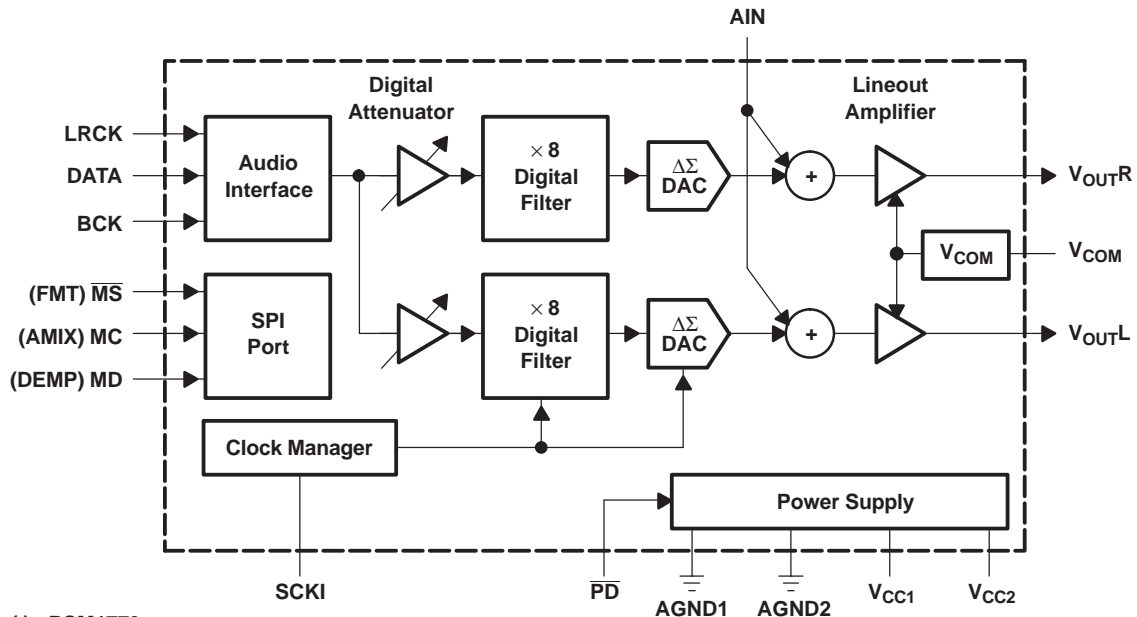 AIN
Digital
Attenuator
Lineout
Amplifier
LRCK
DATA
BCK
Audio
Interface
× 8
Digital
Filter
ΔΣ
DAC
+
VOUTR
VCOM
VCOM
(FMT) M̅S̅
(AMIX) MC
(DEMP) MD
SPI
Port
× 8
Digital
Filter
ΔΣ
DAC
+
VOUTL
Clock Manager
Power Supply
SCKI
P̅D̅
AGND1
AGND2
VCC1
VCC2